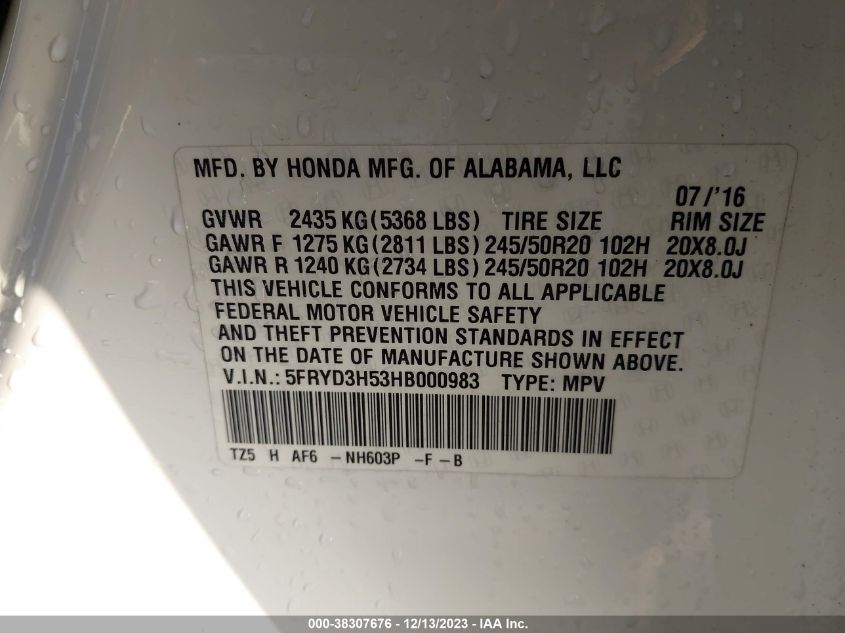 MFD. BY HONDA MFG. OF ALABAMA, LLC
07/'16
GVWR 2435 KG(5368 LBS) TIRE SIZE RIM SIZE
GAWR F 1275 KG(2811 LBS) 245/50R20 102H 20X8.0J
GAWR R 1240 KG(2734 LBS) 245/50R20 102H 20X8.0J
THIS VEHICLE CONFORMS TO ALL APPLICABLE
FEDERAL MOTOR VEHICLE SAFETY
AND THEFT PREVENTION STANDARDS IN EFFECT
ON THE DATE OF MANUFACTURE SHOWN ABOVE.
V.I.N.: 5FRYD3H53HB000983 TYPE: MPV
TZ5 H AF6 -NH603P -F-B
000-38307676 - 12/13/2023 - IAA Inc.